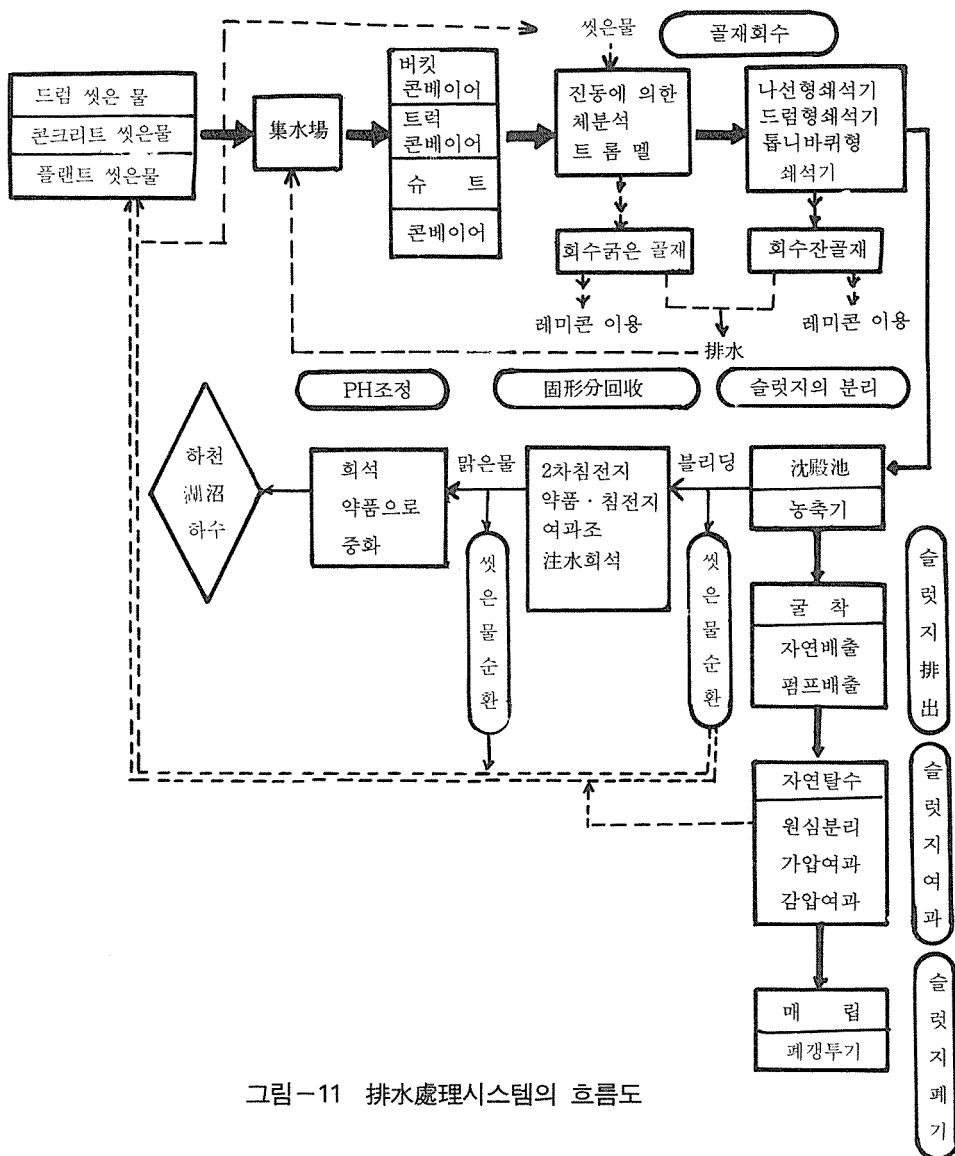 씻은물
골재회수
드럼 씻은 물
콘크리트 씻은물
플랜트 씻은물
集水場
버킷
콘베이어
트럭
콘베이어
슈 트
콘베이어
진동에 의한
체분석
트 롬 멜
나선형쇄석기
드럼형쇄석기
톱니바퀴형
쇄석기
회수굵은 골재
회수잔골재
레미콘 이용
레미콘 이용
排水
PH조정
固形分回收
슬럿지의 분리
하천
湖沼
하수
희석
약품으로
중화
맑은물
2차침전지
약품·침전지
여과조
注水희석
블리딩
沈殿池
농축기
씻은물순환
씻은물순환
굴 착
자연배출
펌프배출
슬럿지排出
자연탈수
원심분리
가압여과
감압여과
슬럿지여과
매 립
폐갱투기
슬럿지폐기
그림-11 排水處理시스템의 흐름도